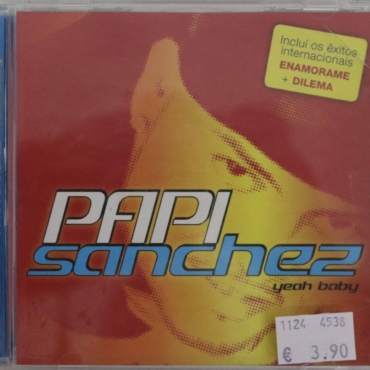 Inclui os êxitos
internacionais
ENAMORAME
+ DILEMA
PAPI
sanchez
yeah baby
1124 4538
€ 3.90